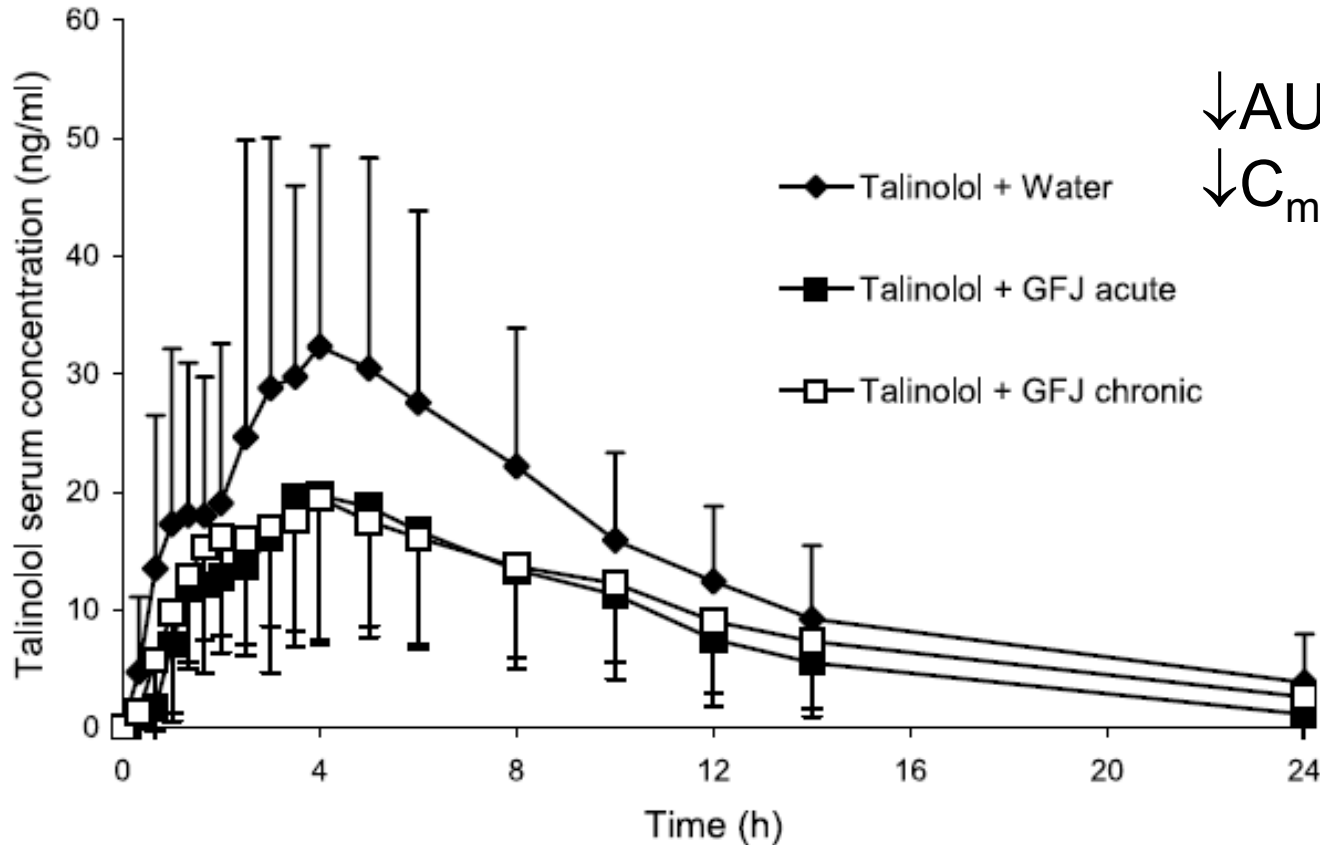 Talinolol serum concentration (ng/ml)
60
50
40
30
20
10
0
↓AU
↓Cm
Talinolol + Water
Talinolol + GFJ acute
Talinolol + GFJ chronic
0 4 8 12 16 20 24
Time (h)